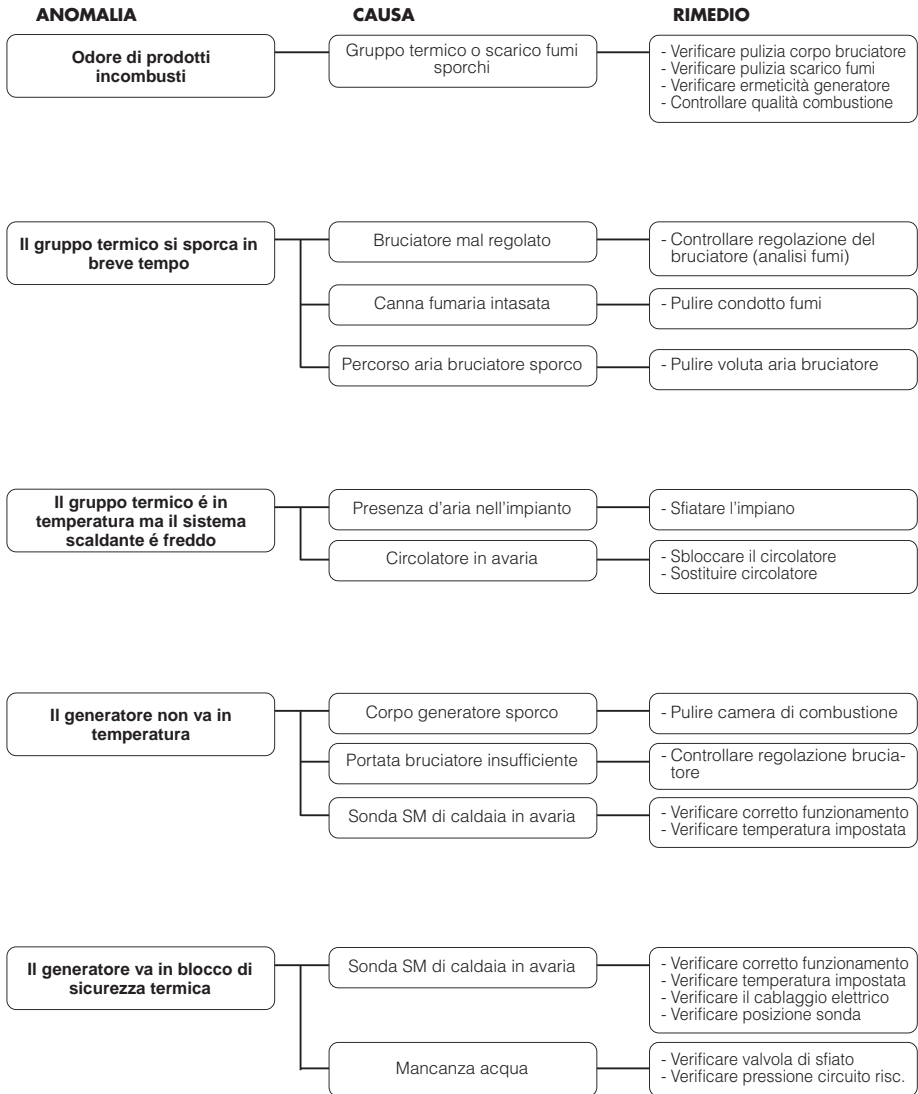 ANOMALIA
CAUSA
RIMEDIO
Odore di prodotti
incombusti
Gruppo termico o scarico fumi
sporchi
- Verificare pulizia corpo bruciatore
- Verificare pulizia scarico fumi
- Verificare ermeticità generatore
- Controllare qualità combustione
Il gruppo termico si sporca in
breve tempo
Bruciatore mal regolato
- Controllare regolazione del
bruciatore (analisi fumi)
Canna fumaria intasata
- Pulire condotto fumi
Percorso aria bruciatore sporco
- Pulire voluta aria bruciatore
Il gruppo termico é in
temperatura ma il sistema
scaldante é freddo
Presenza d'aria nell'impianto
- Sfiatare l'impiano
Circolatore in avaria
- Sbloccare il circolatore
- Sostituire circolatore
Il generatore non va in
temperatura
Corpo generatore sporco
- Pulire camera di combustione
Portata bruciatore insufficiente
- Controllare regolazione brucia-
tore
Sonda SM di caldaia in avaria
- Verificare corretto funzionamento
- Verificare temperatura impostata
Il generatore va in blocco di
sicurezza termica
Sonda SM di caldaia in avaria
- Verificare corretto funzionamento
- Verificare temperatura impostata
- Verificare il cablaggio elettrico
- Verificare posizione sonda
Mancanza acqua
- Verificare valvola di sfiato
- Verificare pressione circuito risc.